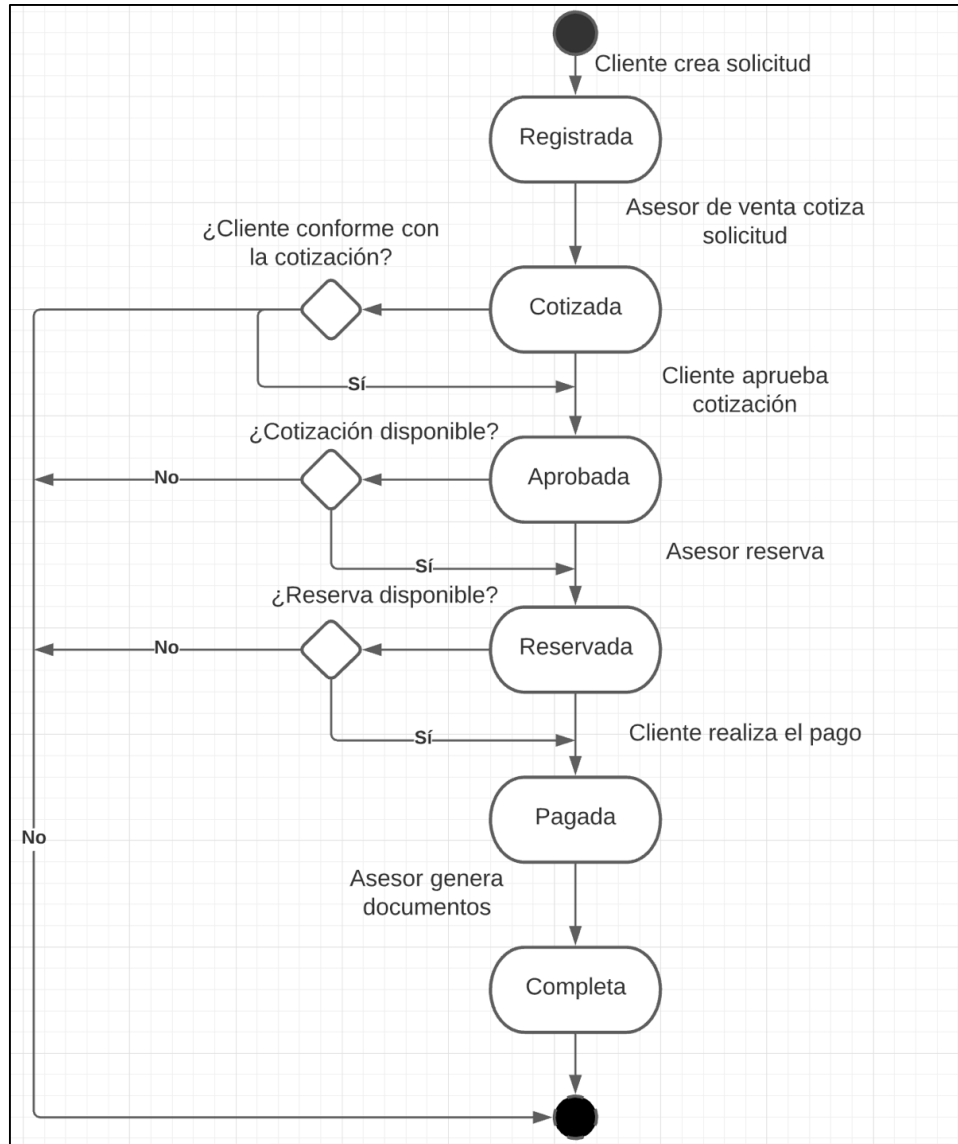 Cliente crea solicitud
Registrada
Asesor de venta cotiza
solicitud
¿Cliente conforme con
la cotización?
Cotizada
Sí
Cliente aprueba
cotización
¿Cotización disponible?
No
Aprobada
Sí
Asesor reserva
¿Reserva disponible?
No
Reservada
Sí
Cliente realiza el pago
Pagada
No
Asesor genera
documentos
Completa